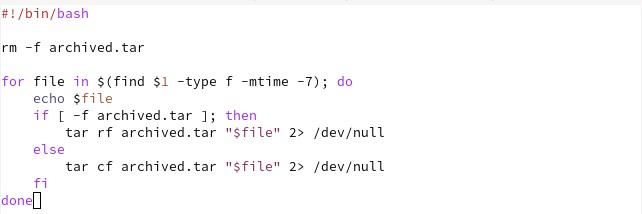 #!/bin/bash
rm -f archived.tar
for file in $(find $1 -type f -mtime -7); do
echo $file
if [ -f archived.tar ]; then
tar rf archived.tar "$file" 2> /dev/null
else
tar cf archived.tar "$file" 2> /dev/null
fi
done